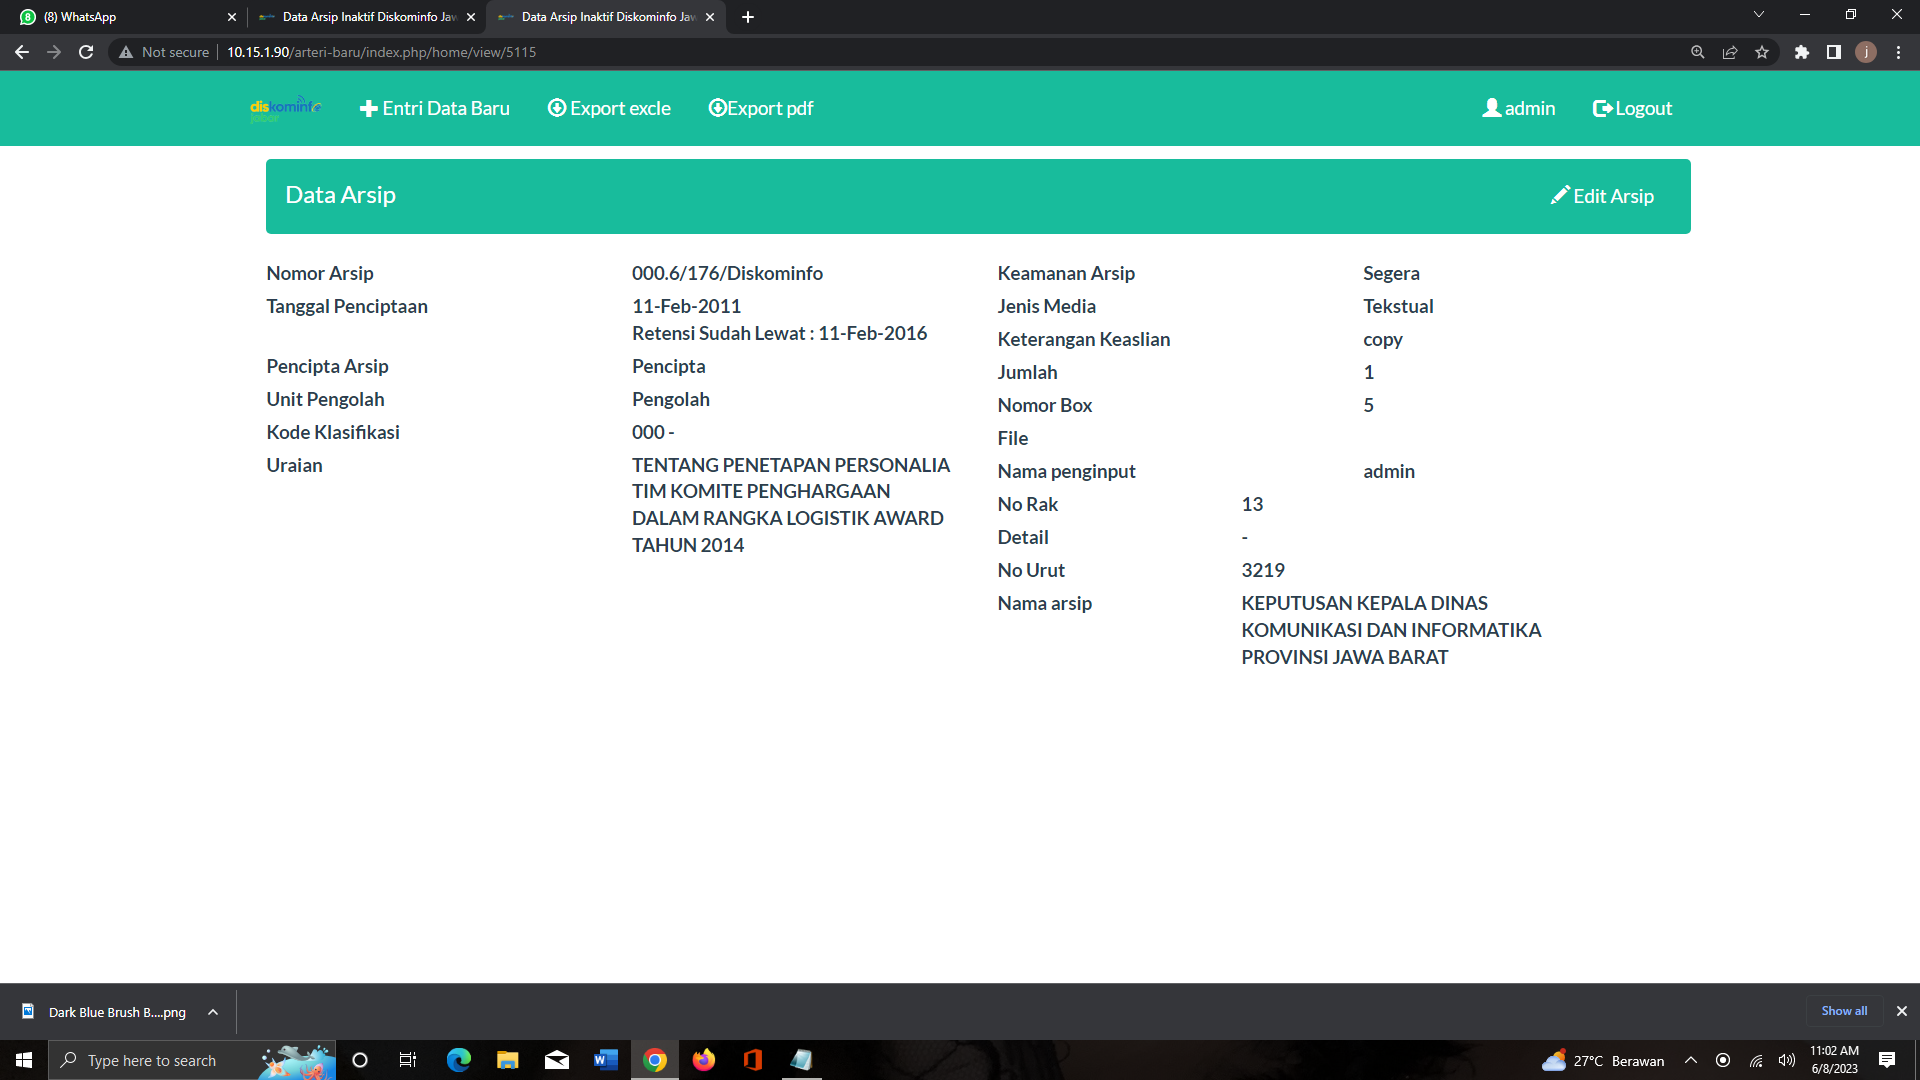 (8) WhatsApp
Data Arsip Inaktif Diskominfo Jaw
Data Arsip Inaktif Diskominfo Jaw
Not secure
10.15.1.90/arteri-baru/index.php/home/view/5115
j
diskominfo
jabar
Entri Data Baru
Export excle
Export pdf
admin
Logout
Data Arsip
Edit Arsip
Nomor Arsip
000.6/176/Diskominfo
Tanggal Penciptaan
11-Feb-2011
Retensi Sudah Lewat : 11-Feb-2016
Pencipta Arsip
Pencipta
Unit Pengolah
Pengolah
Kode Klasifikasi
000 -
Uraian
TENTANG PENETAPAN PERSONALIA
TIM KOMITE PENGHARGAAN
DALAM RANGKA LOGISTIK AWARD
TAHUN 2014
Keamanan Arsip
Segera
Jenis Media
Tekstual
Keterangan Keaslian
copy
Jumlah
1
Nomor Box
5
File
Nama penginput
admin
No Rak
13
Detail
-
No Urut
3219
Nama arsip
KEPUTUSAN KEPALA DINAS
KOMUNIKASI DAN INFORMATIKA
PROVINSI JAWA BARAT
Dark Blue Brush B....png
Show all
Type here to search
27°C Berawan
11:02 AM
6/8/2023